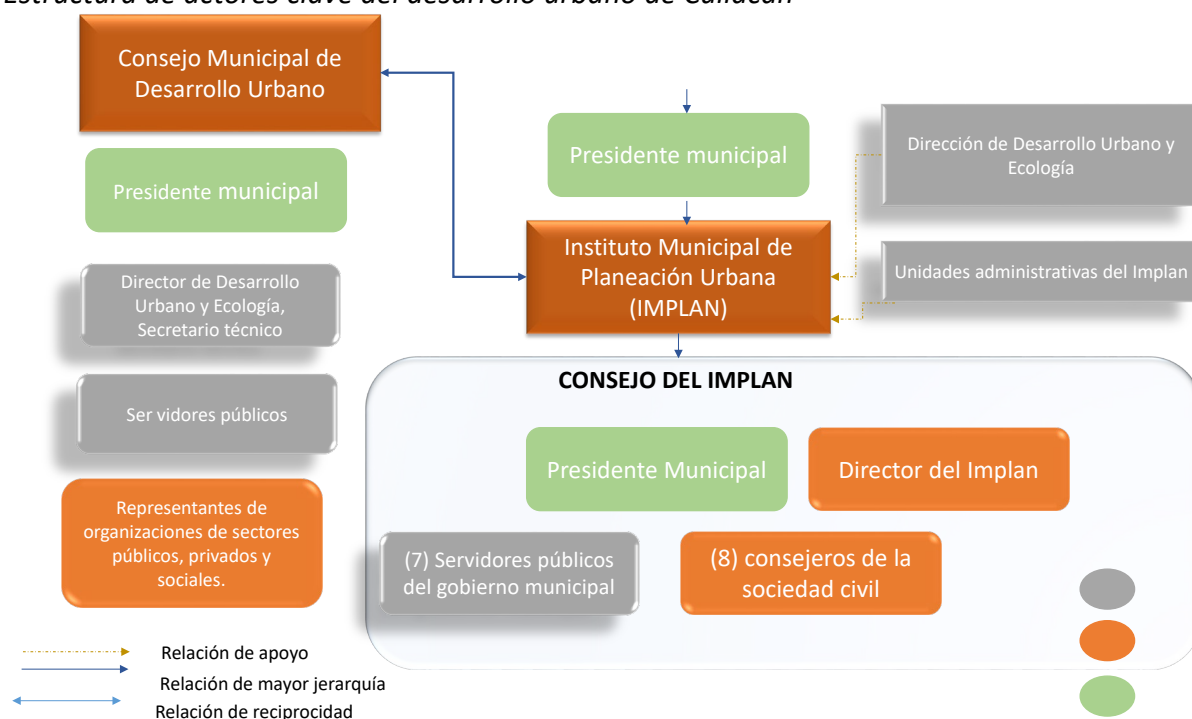 Estructura de actores clave del desarrollo urbano de Culiacán
Consejo Municipal de
Desarrollo Urbano
Presidente municipal
Director de Desarrollo
Urbano y Ecología,
Secretario técnico
Ser vidores públicos
Representantes de
organizaciones de sectores
públicos, privados y
sociales.
Presidente municipal
Instituto Municipal de
Planeación Urbana
(IMPLAN)
Dirección de Desarrollo Urbano y
Ecología
Unidades administrativas del Implan
CONSEJO DEL IMPLAN
Presidente Municipal
Director del Implan
(7) Servidores públicos
del gobierno municipal
(8) consejeros de la
sociedad civil
Relación de apoyo
Relación de mayor jerarquía
Relación de reciprocidad